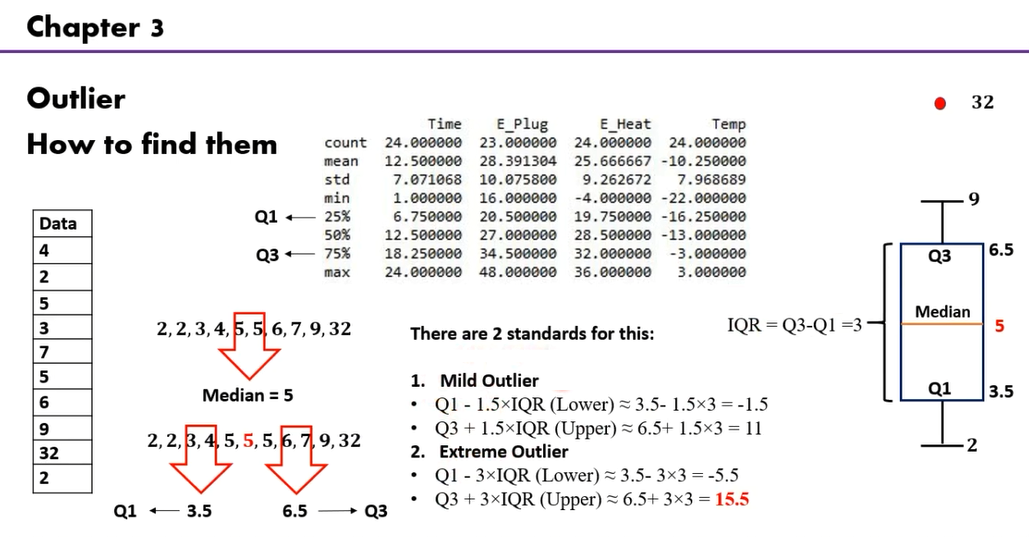 Chapter 3
Outlier
How to find them
Time E_Plug E_Heat Temp
count 24.000000 23.000000 24.000000 24.000000
mean 12.500000 28.391304 25.666667 -10.250000
std 7.071068 10.075800 9.262672 7.968689
min 1.000000 16.000000 -4.000000 -22.000000
Q1 ← 25% 6.750000 20.500000 19.750000 -16.250000
50% 12.500000 27.000000 28.500000 -13.000000
Q3 ← 75% 18.250000 34.500000 32.000000 -3.000000
max 24.000000 48.000000 36.000000 3.000000
Data
4
2
5
3
7
5
6
9
32
2
2, 2, 3, 4, 5, 5, 6, 7, 9, 32
Median = 5
2, 2, 3, 4, 5, 5, 5, 6, 7, 9, 32
Q1 ← 3.5 6.5 → Q3
There are 2 standards for this:
1. Mild Outlier
• Q1 - 1.5×IQR (Lower) ≈ 3.5- 1.5×3 = -1.5
• Q3 + 1.5×IQR (Upper) ≈ 6.5+ 1.5×3 = 11
2. Extreme Outlier
• Q1 - 3×IQR (Lower) ≈ 3.5- 3×3 = -5.5
• Q3 + 3×IQR (Upper) ≈ 6.5+ 3×3 = 15.5
32
9
Q3 6.5
IQR = Q3-Q1 =3
Median 5
Q1 3.5
2